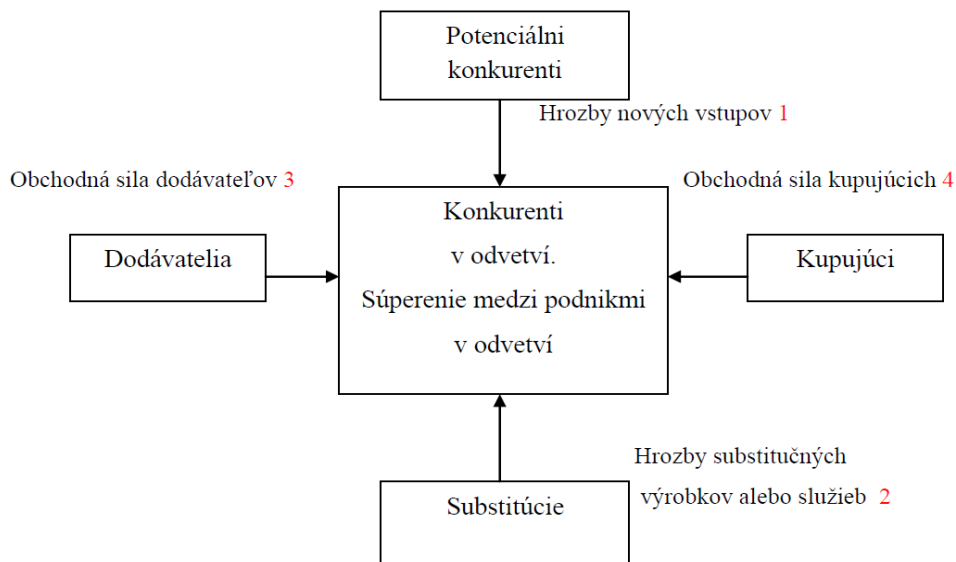 Potenciálni
konkurenti
Hrozby nových vstupov 1
Obchodná sila dodávateľov 3
Obchodná sila kupujúcich 4
Dodávatelia
Konkurenti
v odvetví.
Súperenie medzi podnikmi
v odvetví
Kupujúci
Hrozby substitučných
výrobkov alebo služieb 2
Substitúcie